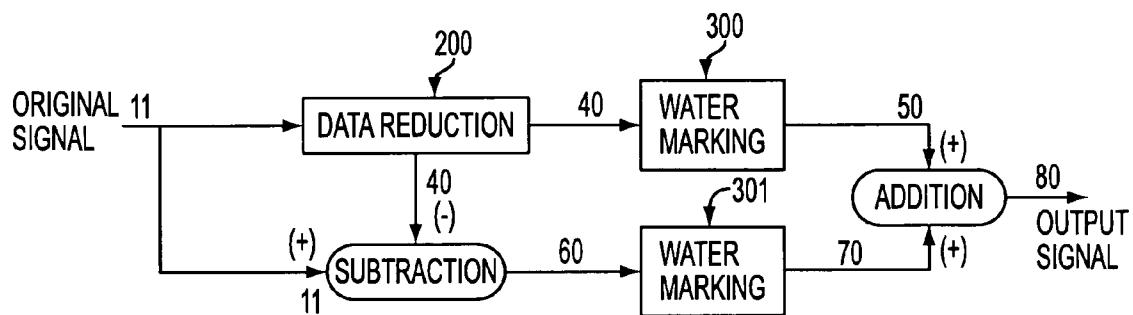 200
300
ORIGINAL
SIGNAL
11
DATA REDUCTION
40
WATER
MARKING
50
(+)
40
(-)
301
ADDITION
80
OUTPUT
SIGNAL
(+)
11
SUBTRACTION
60
WATER
MARKING
70
(+)